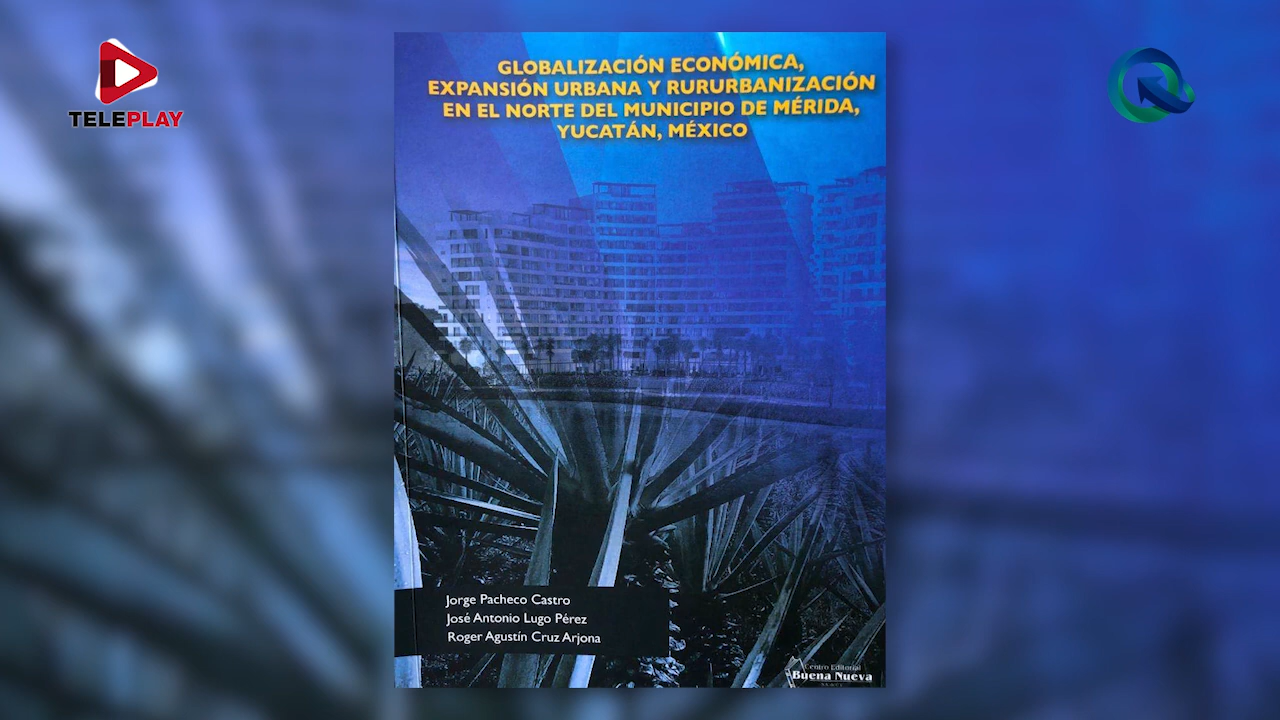 TELEPLAY
GLOBALIZACIÓN ECONÓMICA,
EXPANSIÓN URBANA Y RURURBANIZACIÓN
EN EL NORTE DEL MUNICIPIO DE MÉRIDA,
YUCATÁN, MÉXICO
Jorge Pacheco Castro
José Antonio Lugo Pérez
Roger Agustín Cruz Arjona
Centro Editorial
Buena Nueva